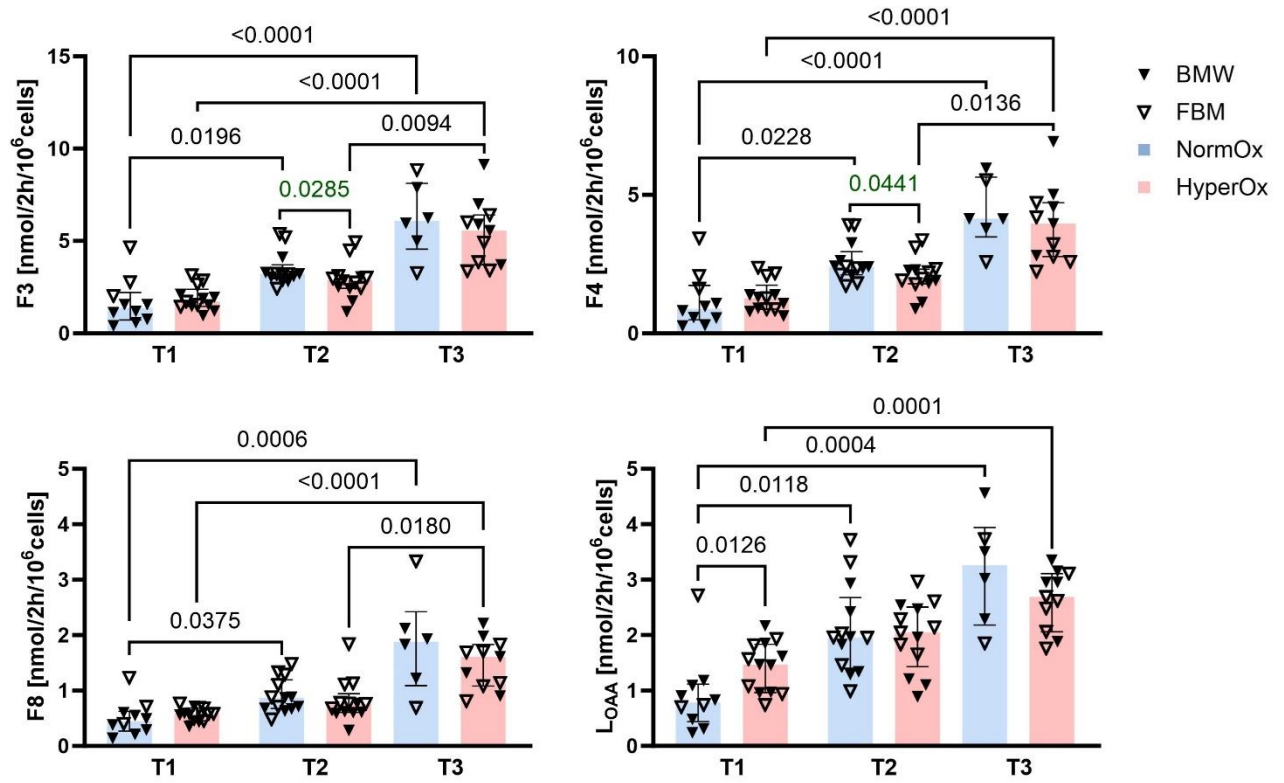 <0.0001
<0.0001
0.0196
0.0094
0.0285
15
10
5
0
F3 [nmol/2h/10⁶cells]
T1
T2
T3
<0.0001
<0.0001
0.0136
0.0228
0.0441
10
5
0
F4 [nmol/2h/10⁶cells]
T1
T2
T3
BMW
FBM
NormOx
HyperOx
0.0006
<0.0001
0.0180
0.0375
5
4
3
2
1
0
F8 [nmol/2h/10⁶cells]
T1
T2
T3
0.0001
0.0004
0.0118
0.0126
5
4
3
2
1
0
L_OAA [nmol/2h/10⁶cells]
T1
T2
T3